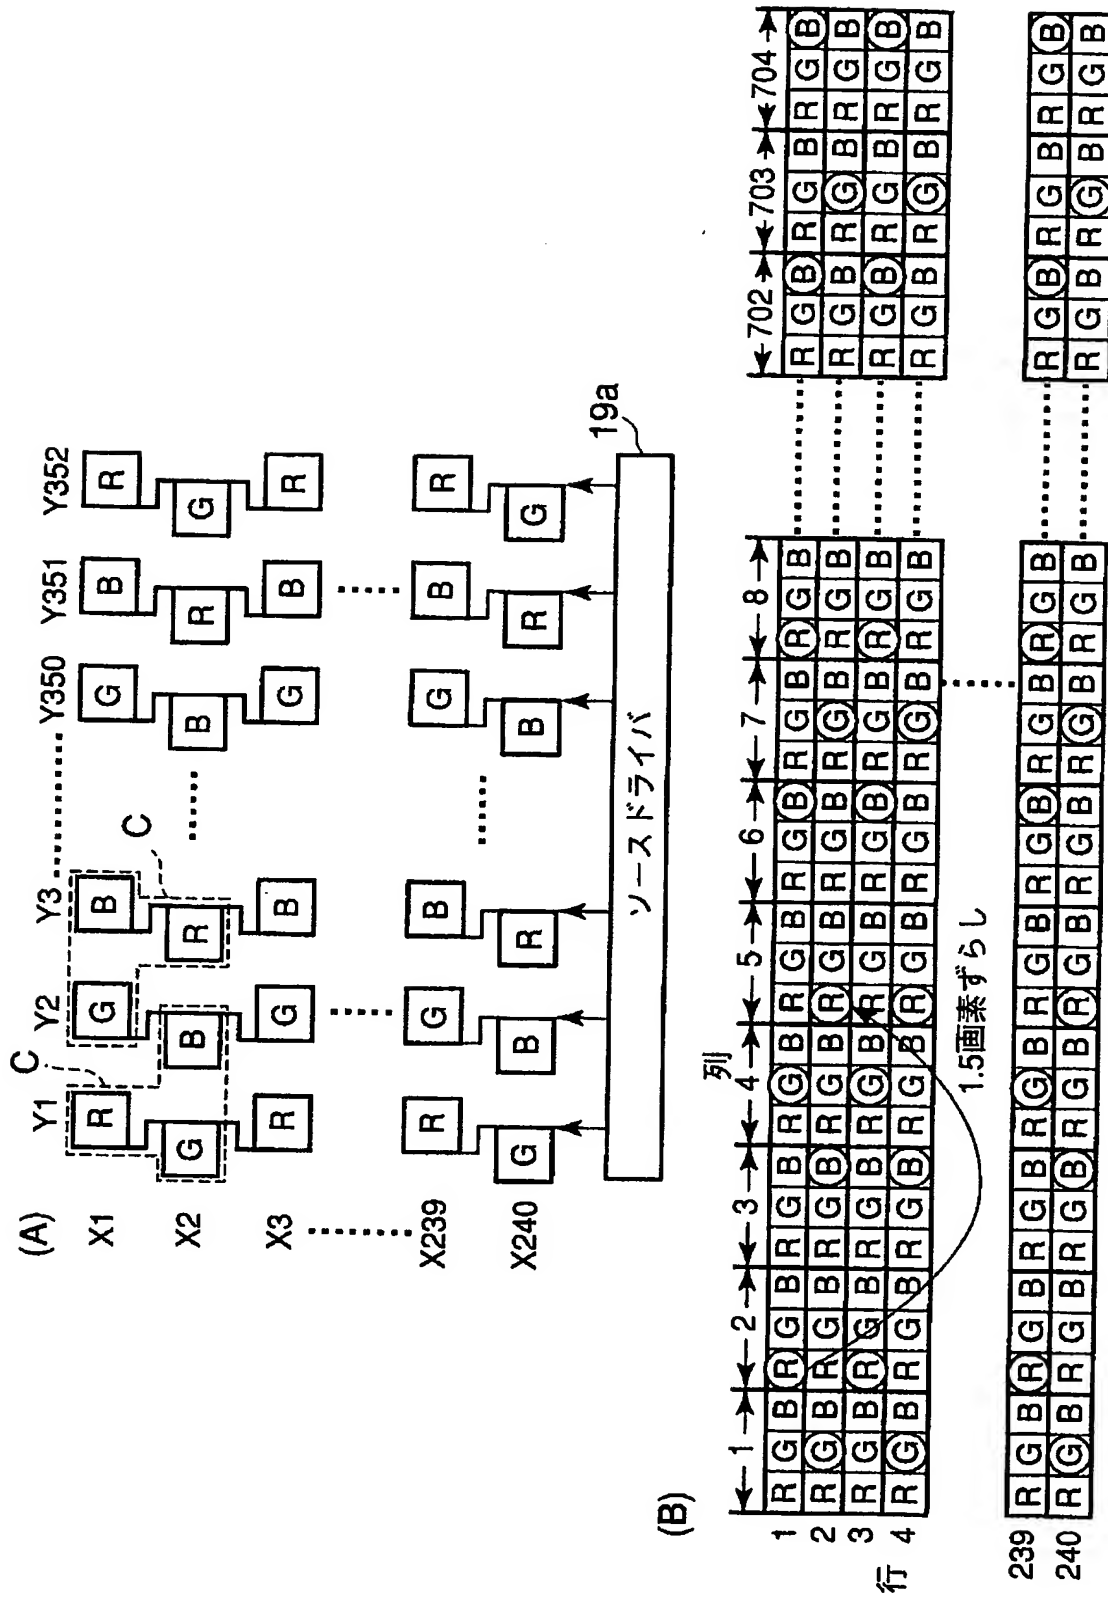 (A)
C C
Y1 Y2 Y3 Y350 Y351 Y352
X1 R G B G B R
X2 G B R B R G
X3 R G B G B R
X239 R G B G B R
X240 G B R B R G
ソースドライバ 19a
(B)
列
1 2 3 4 5 6 7 8 702 703 704
1 R G B R G B R G B R G B R G B R G B R G B R G B R G B R G B R G B
2 R G B R G B R G B R G B R G B R G B R G B R G B R G B R G B R G B
3 R G B R G B R G B R G B R G B R G B R G B R G B R G B R G B R G B
4 R G B R G B R G B R G B R G B R G B R G B R G B R G B R G B R G B
行
1.5画素ずらし
239 R G B R G B R G B R G B R G B R G B R G B R G B R G B R G B R G B
240 R G B R G B R G B R G B R G B R G B R G B R G B R G B R G B R G B